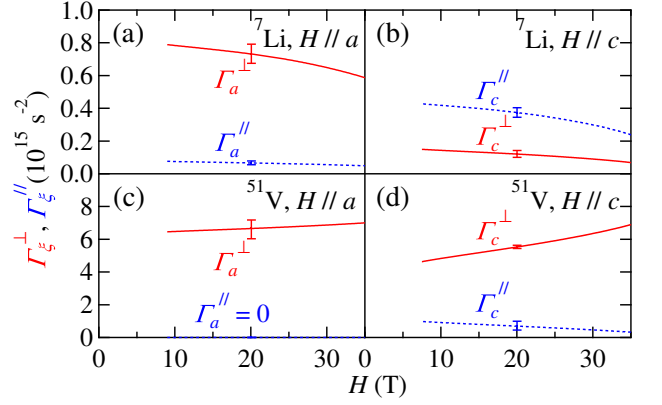 1.0
0.8
0.6
0.4
0.2
0.0
8
6
4
2
0
Γξ⊥, Γξ// (10¹⁵ s⁻²)
(a) ⁷Li, H // a
Γa⊥
Γa//
(b) ⁷Li, H // c
Γc//
Γc⊥
(c) ⁵¹V, H // a
Γa⊥
Γa// = 0
(d) ⁵¹V, H // c
Γc⊥
Γc//
0 10 20 30 0 10 20 30
H (T)